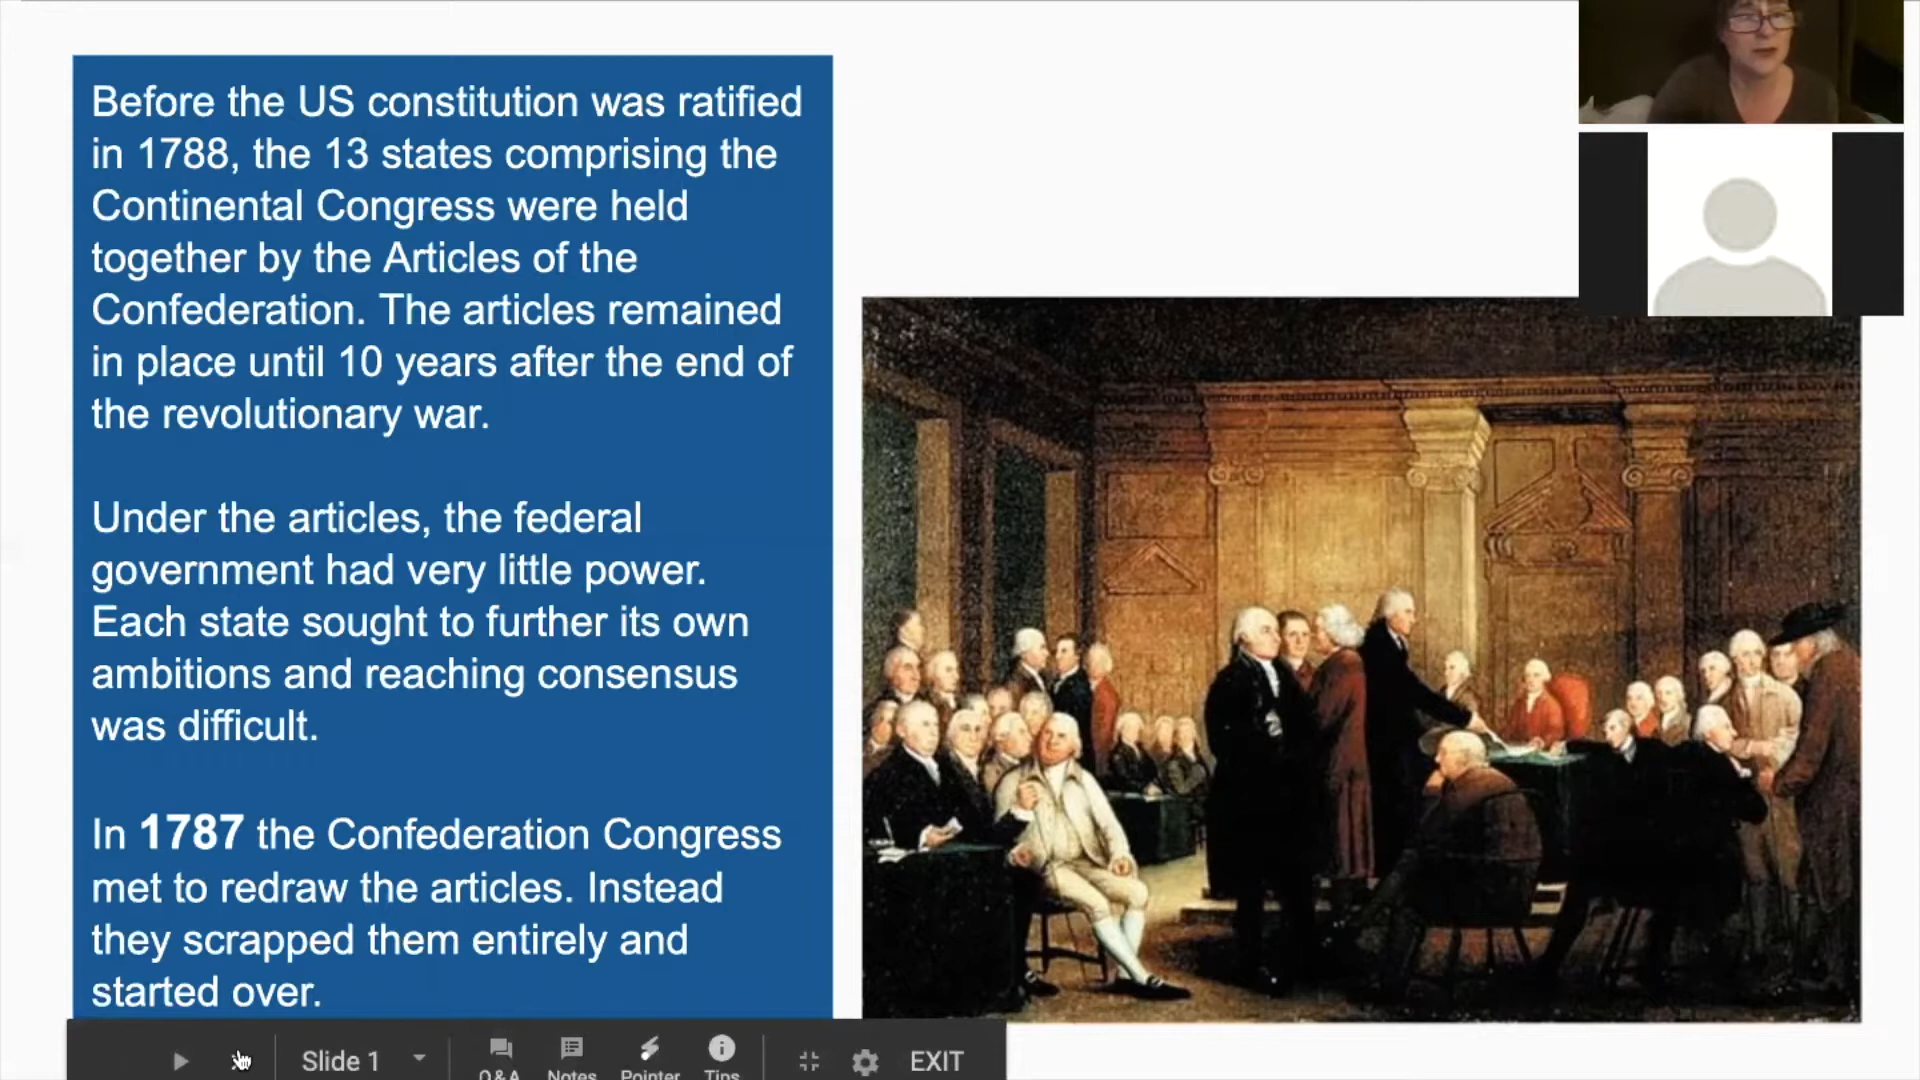 Before the US constitution was ratified
in 1788, the 13 states comprising the
Continental Congress were held
together by the Articles of the
Confederation. The articles remained
in place until 10 years after the end of
the revolutionary war.
Under the articles, the federal
government had very little power.
Each state sought to further its own
ambitions and reaching consensus
was difficult.
In 1787 the Confederation Congress
met to redraw the articles. Instead
they scrapped them entirely and
started over.
Slide 1
Q&A
Notes
Pointer
Tips
EXIT